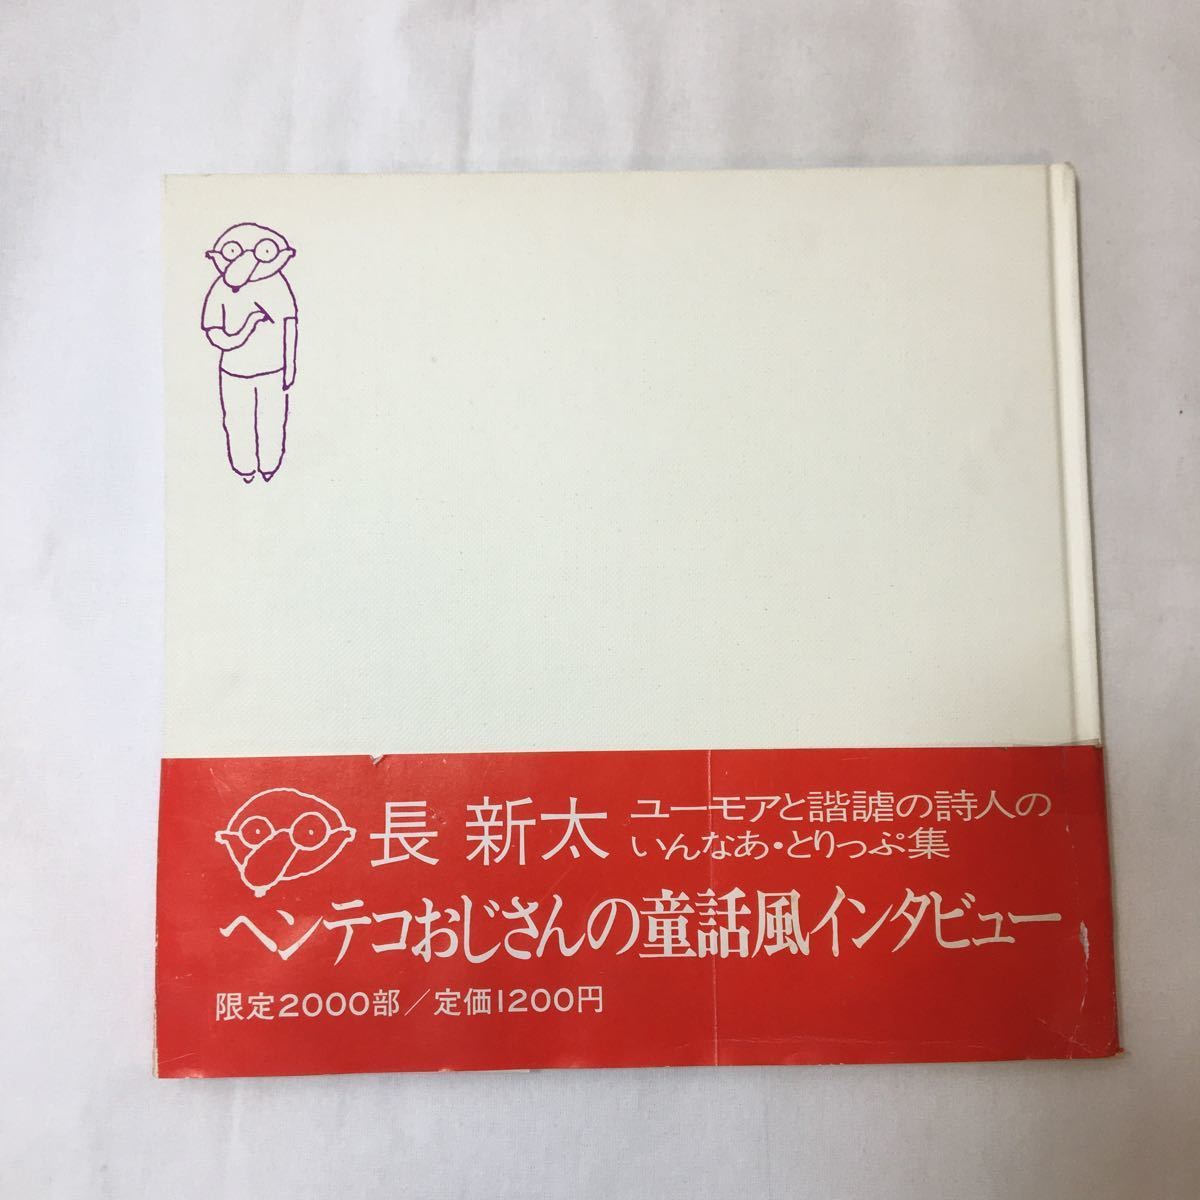 長 新太
ユーモアと諧謔の詩人の
いんなあ・とりっぷ集
ヘンテコおじさんの童話風インタビュー
限定2000部／定価1200円